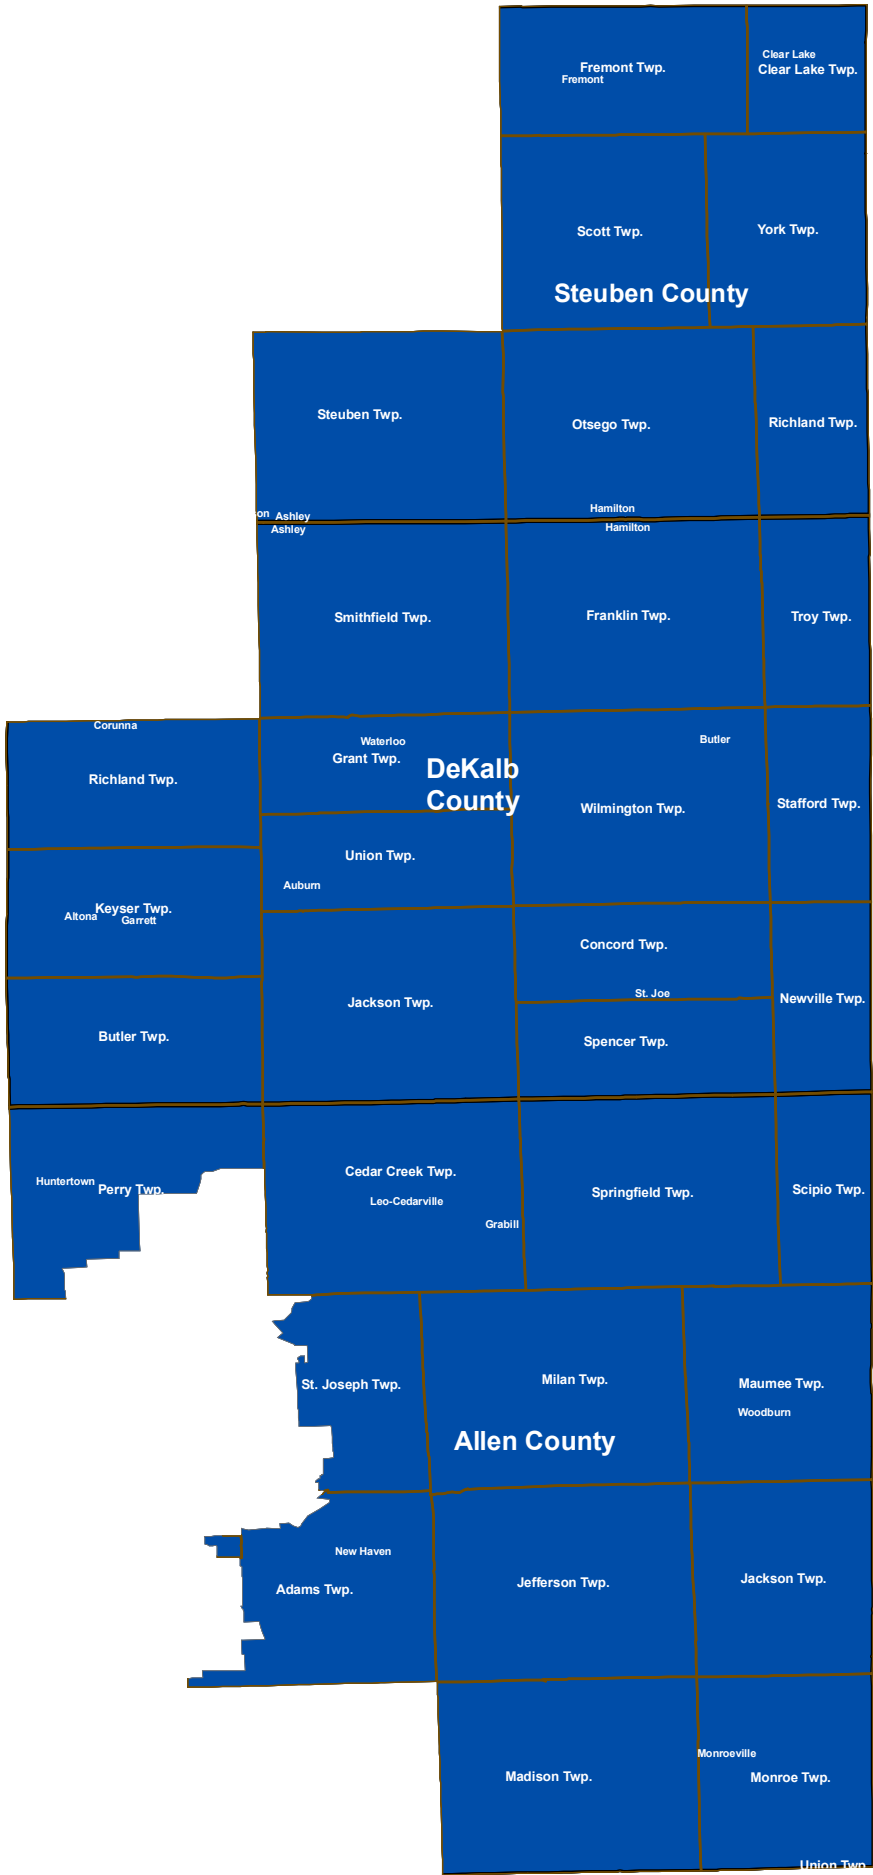 Clear Lake
Fremont Twp.
Clear Lake Twp.
Fremont
Scott Twp.
York Twp.
Steuben County
Steuben Twp.
Otsego Twp.
Richland Twp.
Hamilton
on
Ashley
Hamilton
Ashley
Smithfield Twp.
Franklin Twp.
Troy Twp.
Corunna
Waterloo
Butler
Grant Twp.
DeKalb
County
Richland Twp.
Wilmington Twp.
Stafford Twp.
Union Twp.
Auburn
Keyser Twp.
Altona
Garrett
Concord Twp.
St. Joe
Newville Twp.
Jackson Twp.
Butler Twp.
Spencer Twp.
Cedar Creek Twp.
Huntertown
Perry Twp.
Springfield Twp.
Scipio Twp.
Leo-Cedarville
Grabill
St. Joseph Twp.
Milan Twp.
Maumee Twp.
Woodburn
Allen County
New Haven
Adams Twp.
Jefferson Twp.
Jackson Twp.
Monroeville
Madison Twp.
Monroe Twp.
Union Twp.